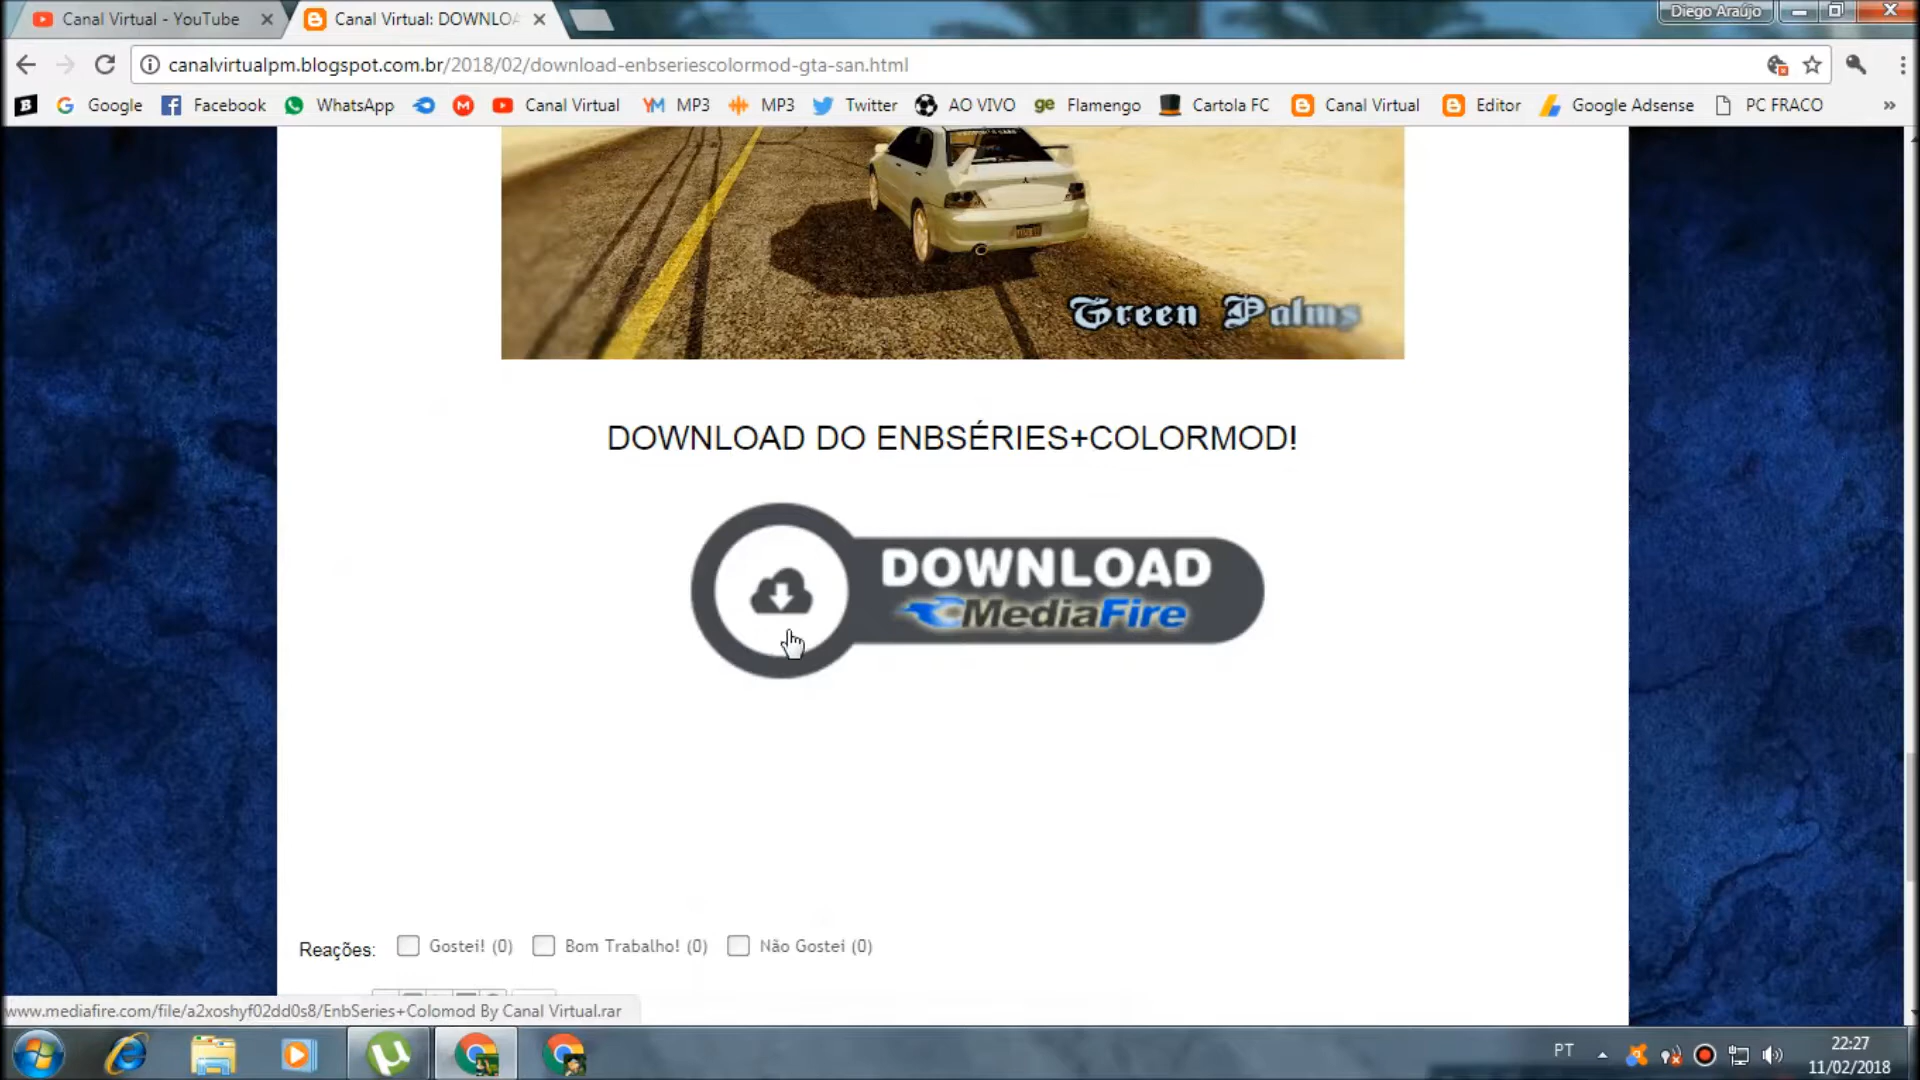 Canal Virtual - YouTube
Canal Virtual: DOWNLOA
Diego Araújo
canalvirtualpm.blogspot.com.br/2018/02/download-enbseriescolormod-gta-san.html
Google Facebook WhatsApp Canal Virtual MP3 MP3 Twitter AO VIVO ge Flamengo Cartola FC Canal Virtual Editor Google Adsense PC FRACO »
Green Palms
DOWNLOAD DO ENBSÉRIES+COLORMOD!
DOWNLOAD
MediaFire
Reações: Gostei! (0) Bom Trabalho! (0) Não Gostei (0)
www.mediafire.com/file/a2xoshyf02dd0s8/EnbSeries+Colomod By Canal Virtual.rar
PT
22:27
11/02/2018